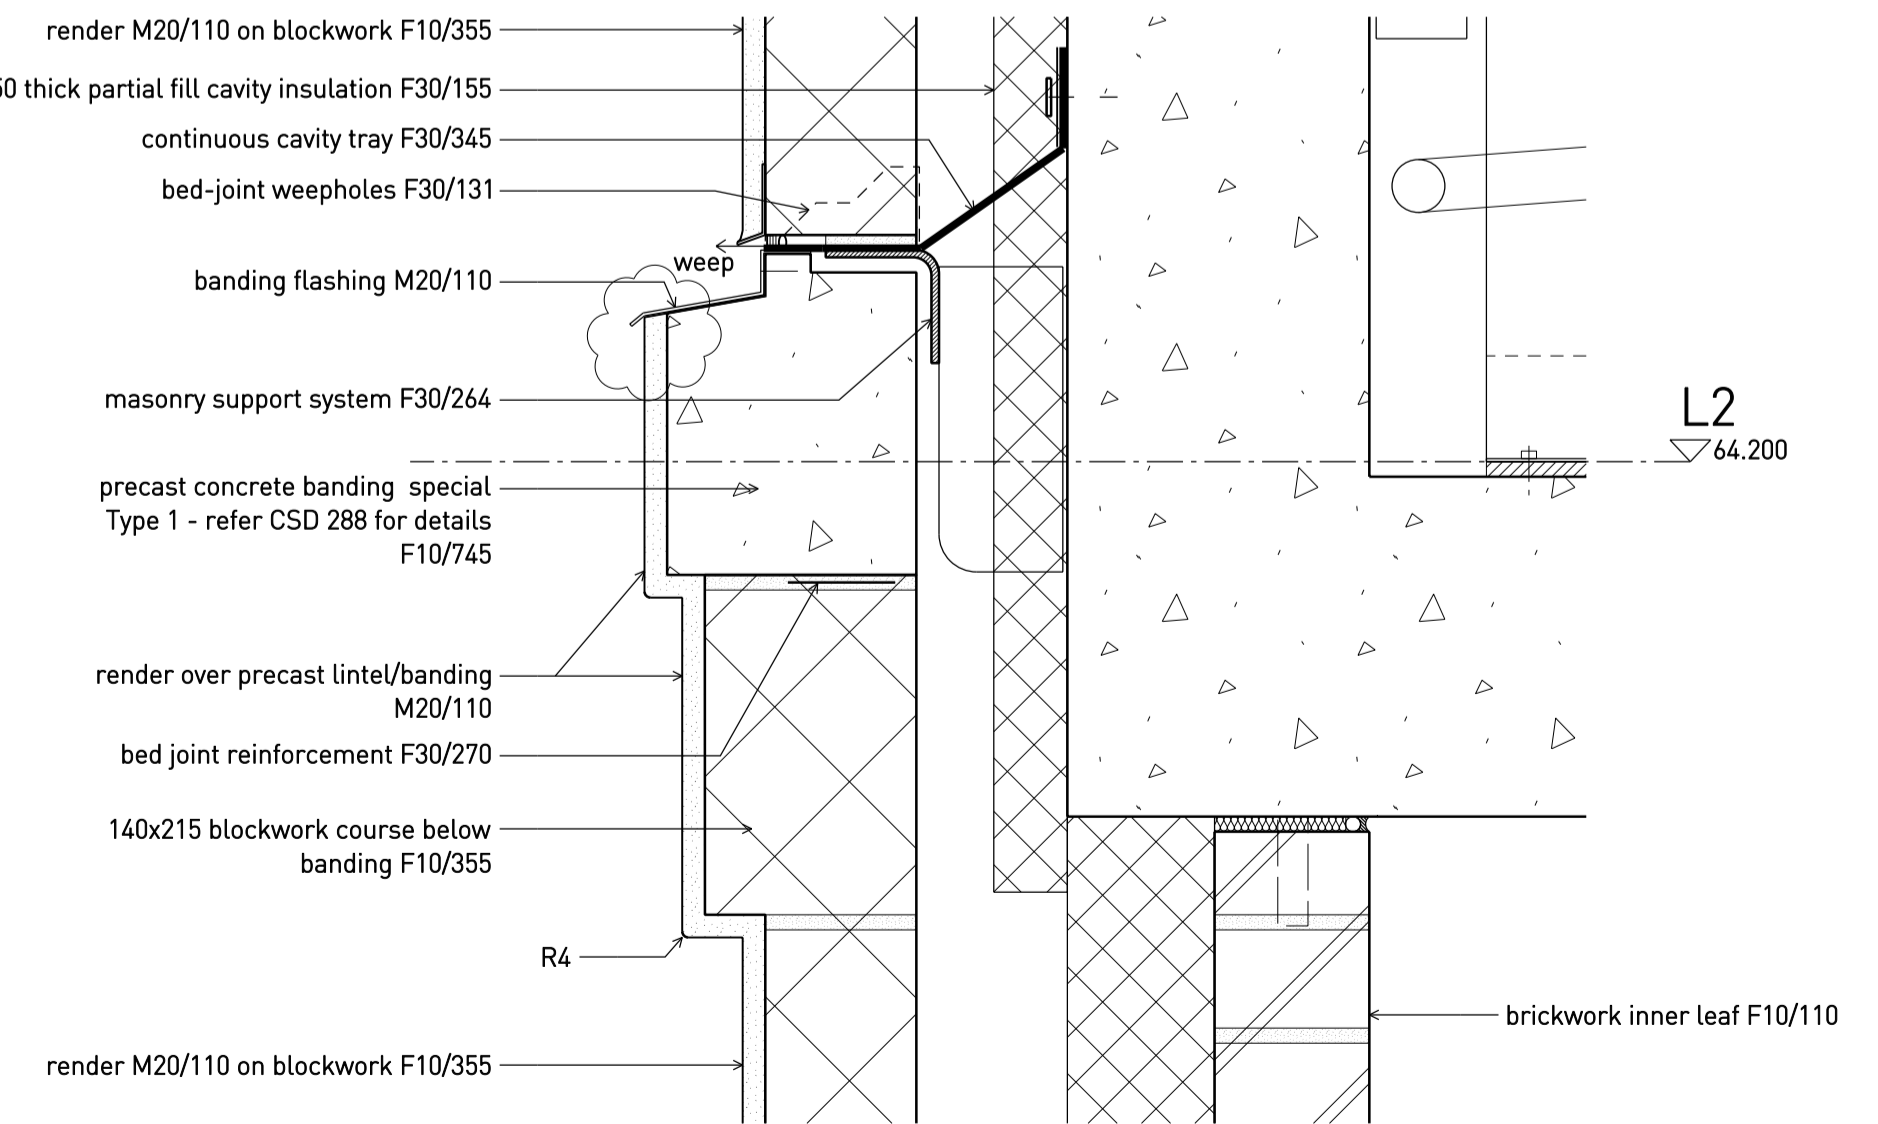 render M20/110 on blockwork F10/355
50 thick partial fill cavity insulation F30/155
continuous cavity tray F30/345
bed-joint weepholes F30/131
weep
banding flashing M20/110
masonry support system F30/264
L2
64.200
precast concrete banding special
Type 1 - refer CSD 288 for details
F10/745
render over precast lintel/banding
M20/110
bed joint reinforcement F30/270
140x215 blockwork course below
banding F10/355
R4
brickwork inner leaf F10/110
render M20/110 on blockwork F10/355